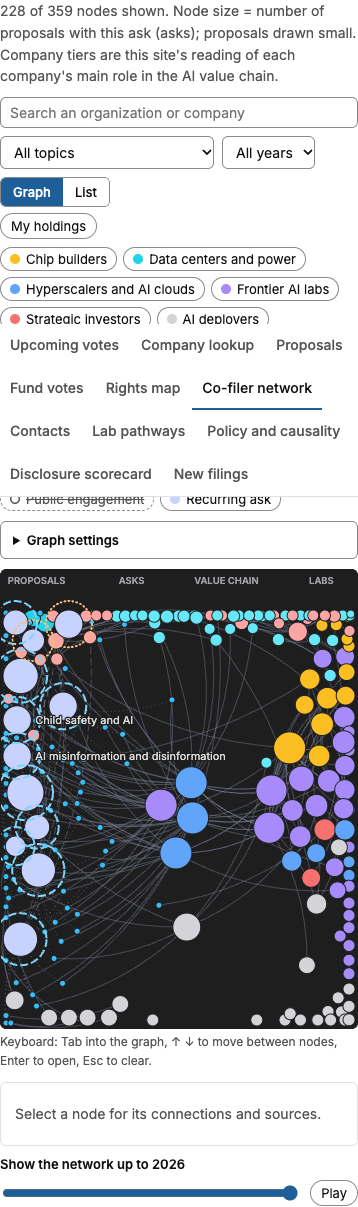 228 of 359 nodes shown. Node size = number of
proposals with this ask (asks); proposals drawn small.
Company tiers are this site's reading of each
company's main role in the AI value chain.
Search an organization or company
All topics All years
Graph List
My holdings
Chip builders Data centers and power
Hyperscalers and AI clouds Frontier AI labs
Strategic investors AI deployers
Upcoming votes Company lookup Proposals
Fund votes Rights map Co-filer network
Contacts Lab pathways Policy and causality
Disclosure scorecard New filings
Public engagement Recurring ask
Graph settings
PROPOSALS ASKS VALUE CHAIN LABS
Child safety and AI
AI misinformation and disinformation
Keyboard: Tab into the graph, ↑ ↓ to move between nodes,
Enter to open, Esc to clear.
Select a node for its connections and sources.
Show the network up to 2026
Play